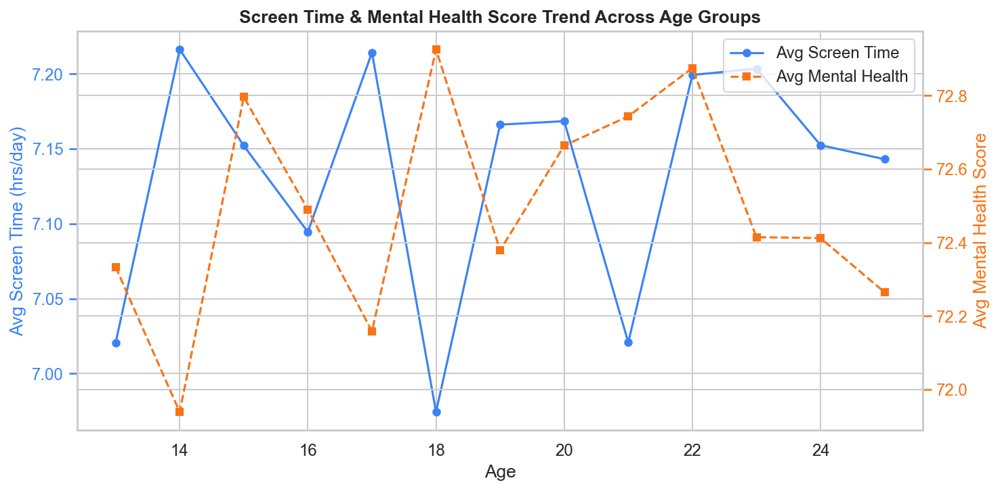 Screen Time & Mental Health Score Trend Across Age Groups
Avg Screen Time
Avg Mental Health
Avg Screen Time (hrs/day)
7.20
7.15
7.10
7.05
7.00
72.8
72.6
72.4
72.2
72.0
Avg Mental Health Score
14 16 18 20 22 24
Age